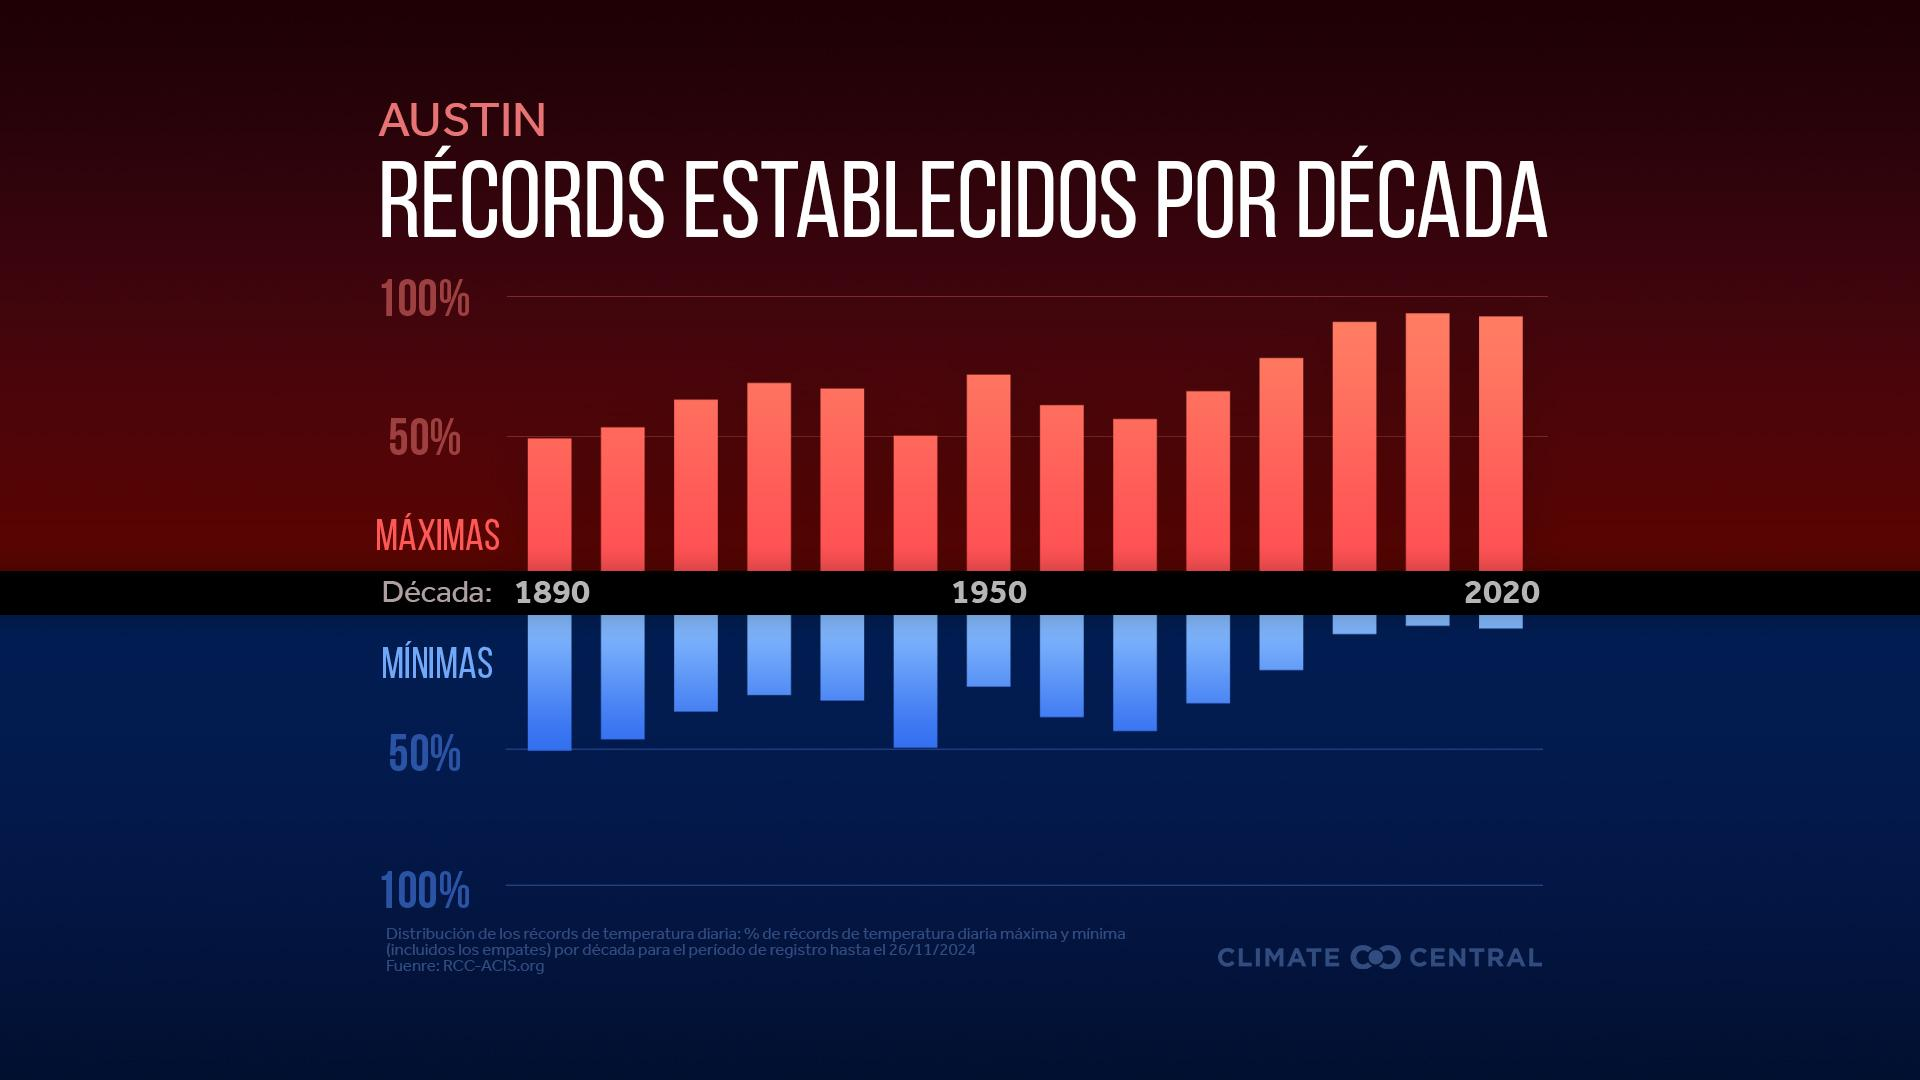 AUSTIN
RÉCORDS ESTABLECIDOS POR DÉCADA
100%
50%
MÁXIMAS
Década: 1890 1950 2020
MÍNIMAS
50%
100%
Distribución de los récords de temperatura diaria: % de récords de temperatura diaria máxima y mínima
(incluidos los empates) por década para el período de registro hasta el 26/11/2024
Fuenre: RCC-ACIS.org
CLIMATE CENTRAL